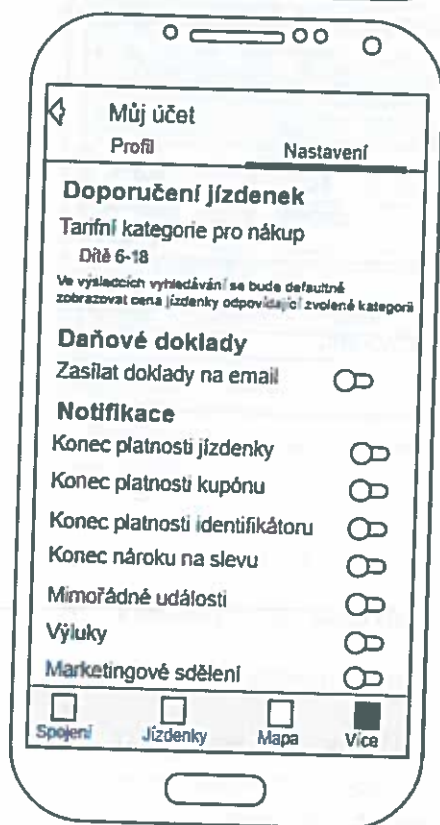 Můj účet
Profil
Nastavení
Doporučení jízdenek
Tarifní kategorie pro nákup
Dítě 6-18
Ve výsledcích vyhledávání se bude defaultně
zobrazovat cena jízdenky odpovídající zvolené kategorii
Daňové doklady
Zasílat doklady na email
Notifikace
Konec platnosti jízdenky
Konec platnosti kupónu
Konec platnosti identifikátoru
Konec nároku na slevu
Mimořádné události
Výluky
Marketingové sdělení
Spojení
Jízdenky
Mapa
Více